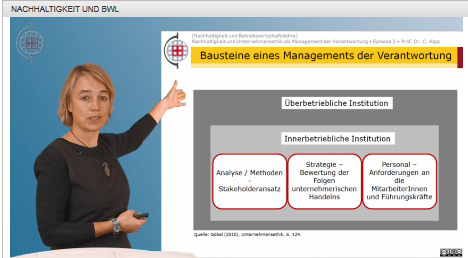 NACHHALTIGKEIT UND BWL
[Nachhaltigkeit und Betriebswirtschaftslehre]
Nachhaltigkeit und Unternehmensethik als Management der Verantwortung • Episode 2 • Prof. Dr. C. Hipp
Bausteine eines Managements der Verantwortung
Überbetriebliche Institution
Innerbetriebliche Institution
Analyse / Methoden
-
Stakeholderansatz
Strategie –
Bewertung der
Folgen
unternehmerischen
Handelns
Personal –
Anforderungen an
die
MitarbeiterInnen
und Führungskräfte
Quelle: Göbel (2010), Unternehmensethik, S. 124.